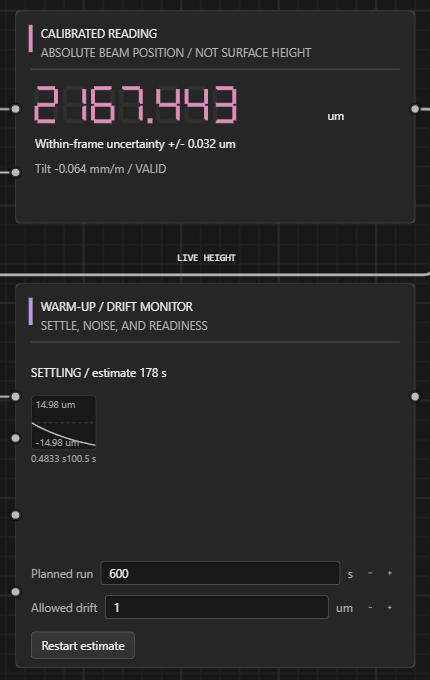 CALIBRATED READING
ABSOLUTE BEAM POSITION / NOT SURFACE HEIGHT
2 167.443 um
Within-frame uncertainty +/- 0.032 um
Tilt -0.064 mm/m / VALID
LIVE HEIGHT
WARM-UP / DRIFT MONITOR
SETTLE, NOISE, AND READINESS
SETTLING / estimate 178 s
14.98 um
-14.98 um
0.4833 s100.5 s
Planned run 600 s - +
Allowed drift 1 um - +
Restart estimate